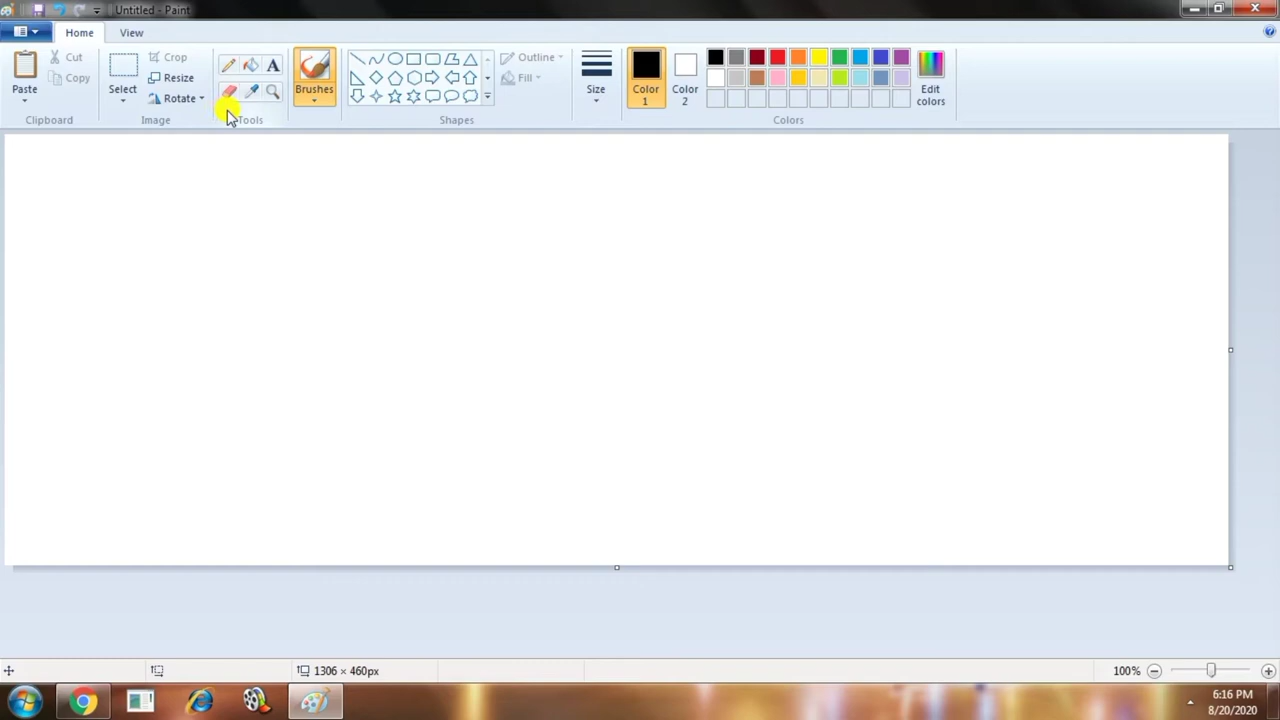 Untitled - Paint
Home View
Paste
Cut
Copy
Clipboard
Select
Crop
Resize
Rotate
Image
A
Tools
Brushes
Outline
Fill
Shapes
Size
Color 1
Color 2
Edit colors
Colors
1306 × 460px
100%
6:16 PM
8/20/2020